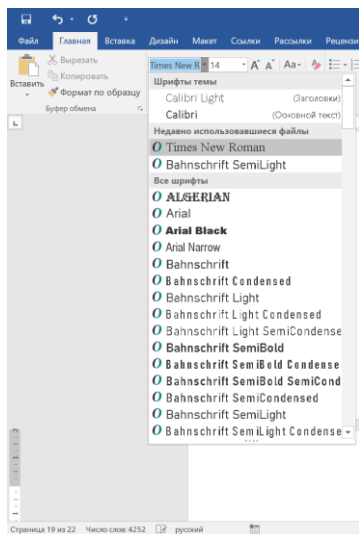 Файл Главная Вставка Дизайн Макет Ссылки Рассылки Рецензи
Вставить
Вырезать
Копировать
Формат по образцу
Буфер обмена
Times New R 14 Aa
Шрифты темы
Calibri Light (Заголовки)
Calibri (Основной текст)
Недавно использовавшиеся файлы
Times New Roman
Bahnschrift SemiLight
Все шрифты
ALGERIAN
Arial
Arial Black
Arial Narrow
Bahnschrift
Bahnschrift Condensed
Bahnschrift Light
Bahnschrift Light Condensed
Bahnschrift Light SemiCondense
Bahnschrift SemiBold
Bahnschrift SemiBold Condense
Bahnschrift SemiBold SemiCond
Bahnschrift SemiCondensed
Bahnschrift SemiLight
Bahnschrift SemiLight Condense
Страница 19 из 22 Число слов: 4252 русский